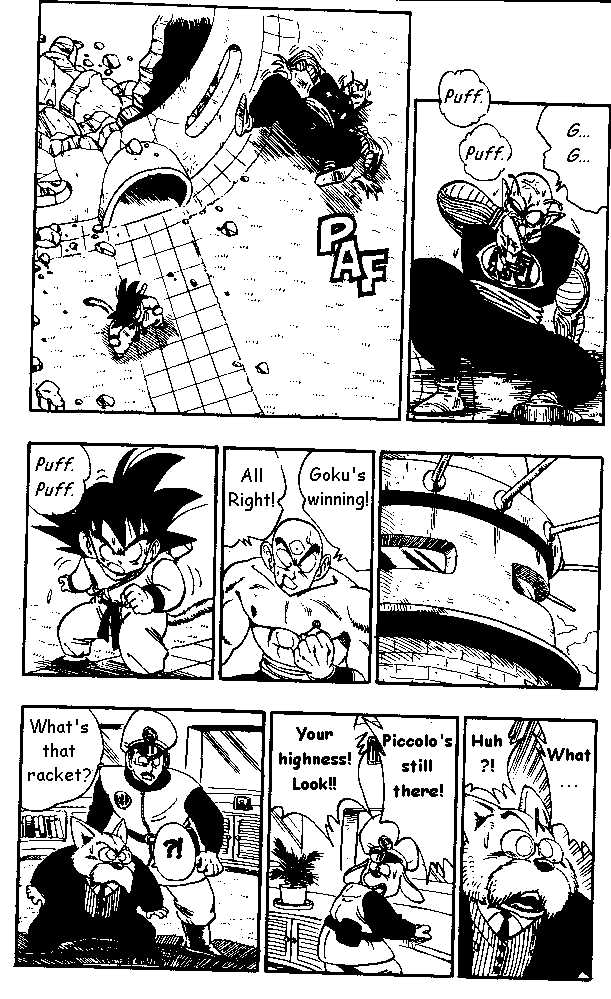 PAF
Puff.
Puff.
G...
G...
Puff.
Puff.
All
Right!
Goku's
winning!
What's
that
racket?
?!
Your
highness!
Look!!
Piccolo's
still
there!
Huh
?!
What
...